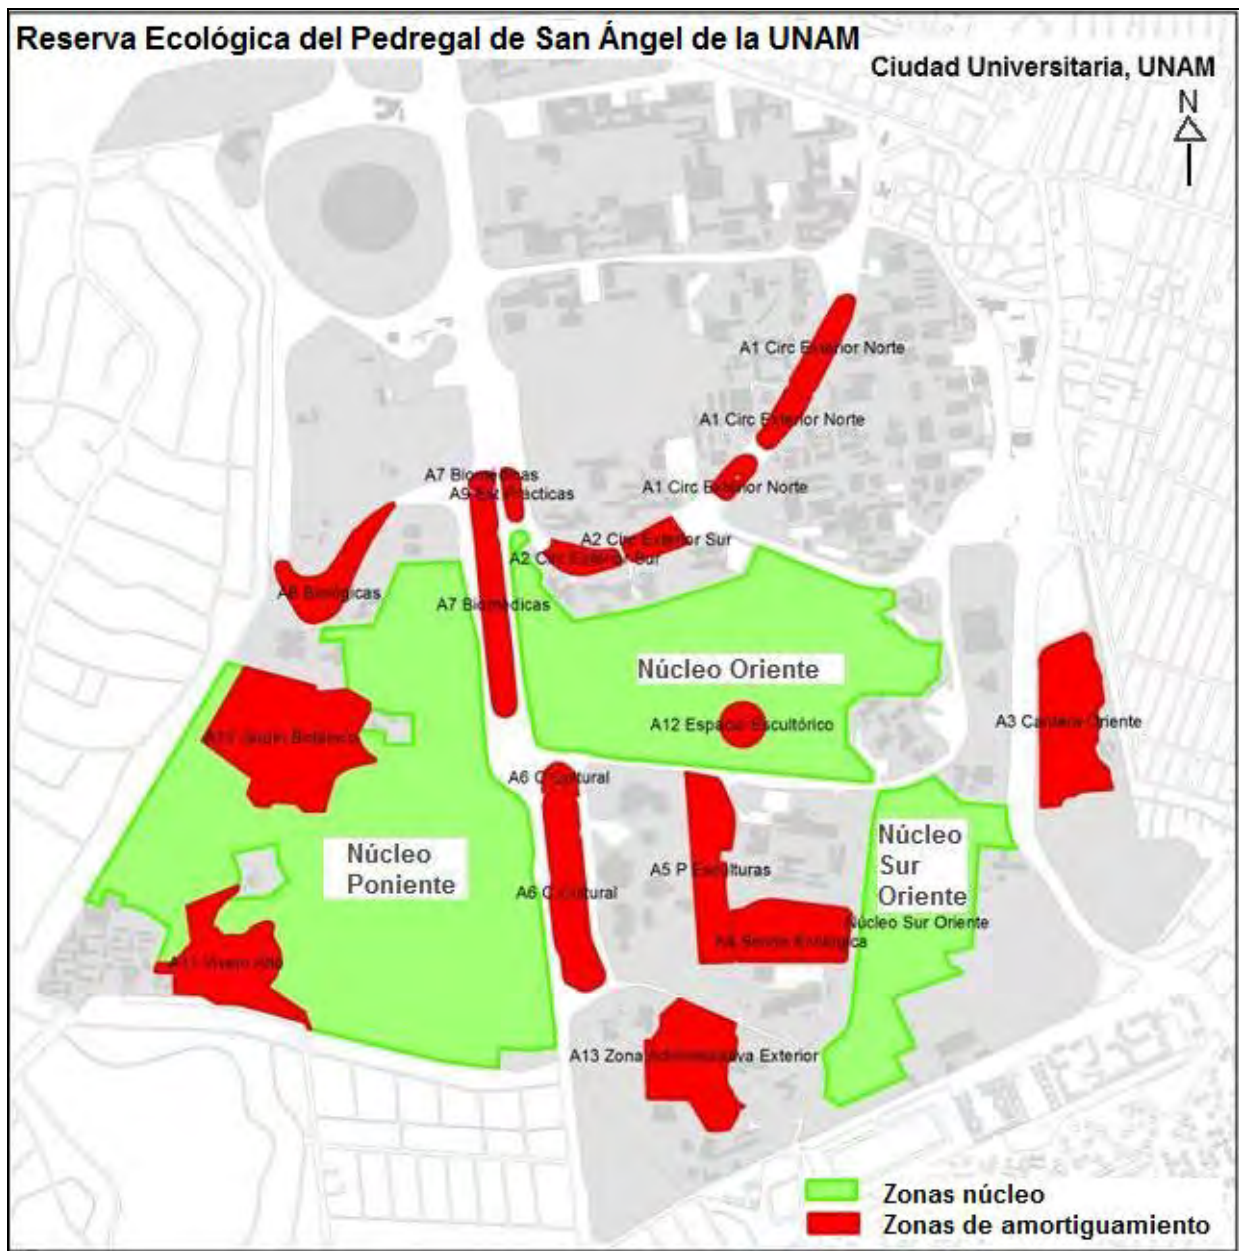 Reserva Ecológica del Pedregal de San Ángel de la UNAM
Ciudad Universitaria, UNAM
N
A1 Circ Exterior Norte
A1 Circ Exterior Norte
A7 Biomédicas
A9 Ext Prácticas
A1 Circ Exterior Norte
A2 Circ Exterior Sur
A2 Circ Exterior Sur
A8 Biológicas
A7 Biomédicas
Núcleo Oriente
A12 Espacio Escultórico
A3 Cantera Oriente
A10 Jardín Botánico
A6 C Cultural
Núcleo
Poniente
Núcleo
Sur
Oriente
A5 P Esculturas
A6 C Cultural
Núcleo Sur Oriente
A4 Senda Ecológica
A11 Vivero Alto
A13 Zona Administrativa Exterior
Zonas núcleo
Zonas de amortiguamiento